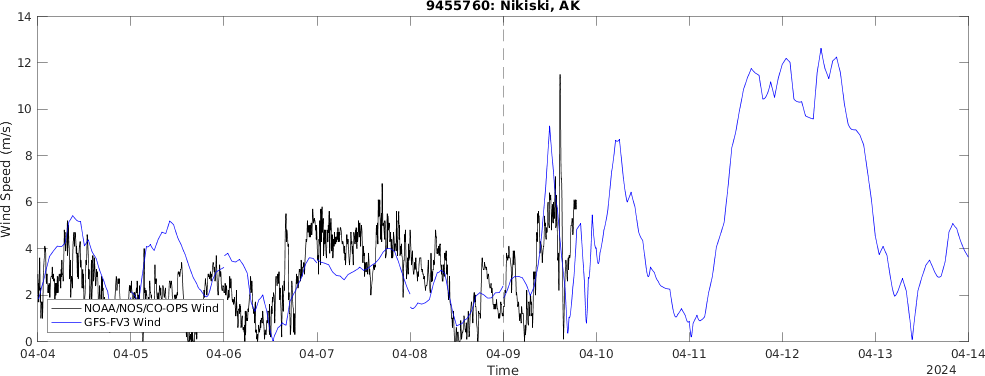 9455760: Nikiski, AK
14
12
10
8
6
4
2
0
Wind Speed (m/s)
NOAA/NOS/CO-OPS Wind
GFS-FV3 Wind
04-04 04-05 04-06 04-07 04-08 04-09 04-10 04-11 04-12 04-13 04-14
Time
2024